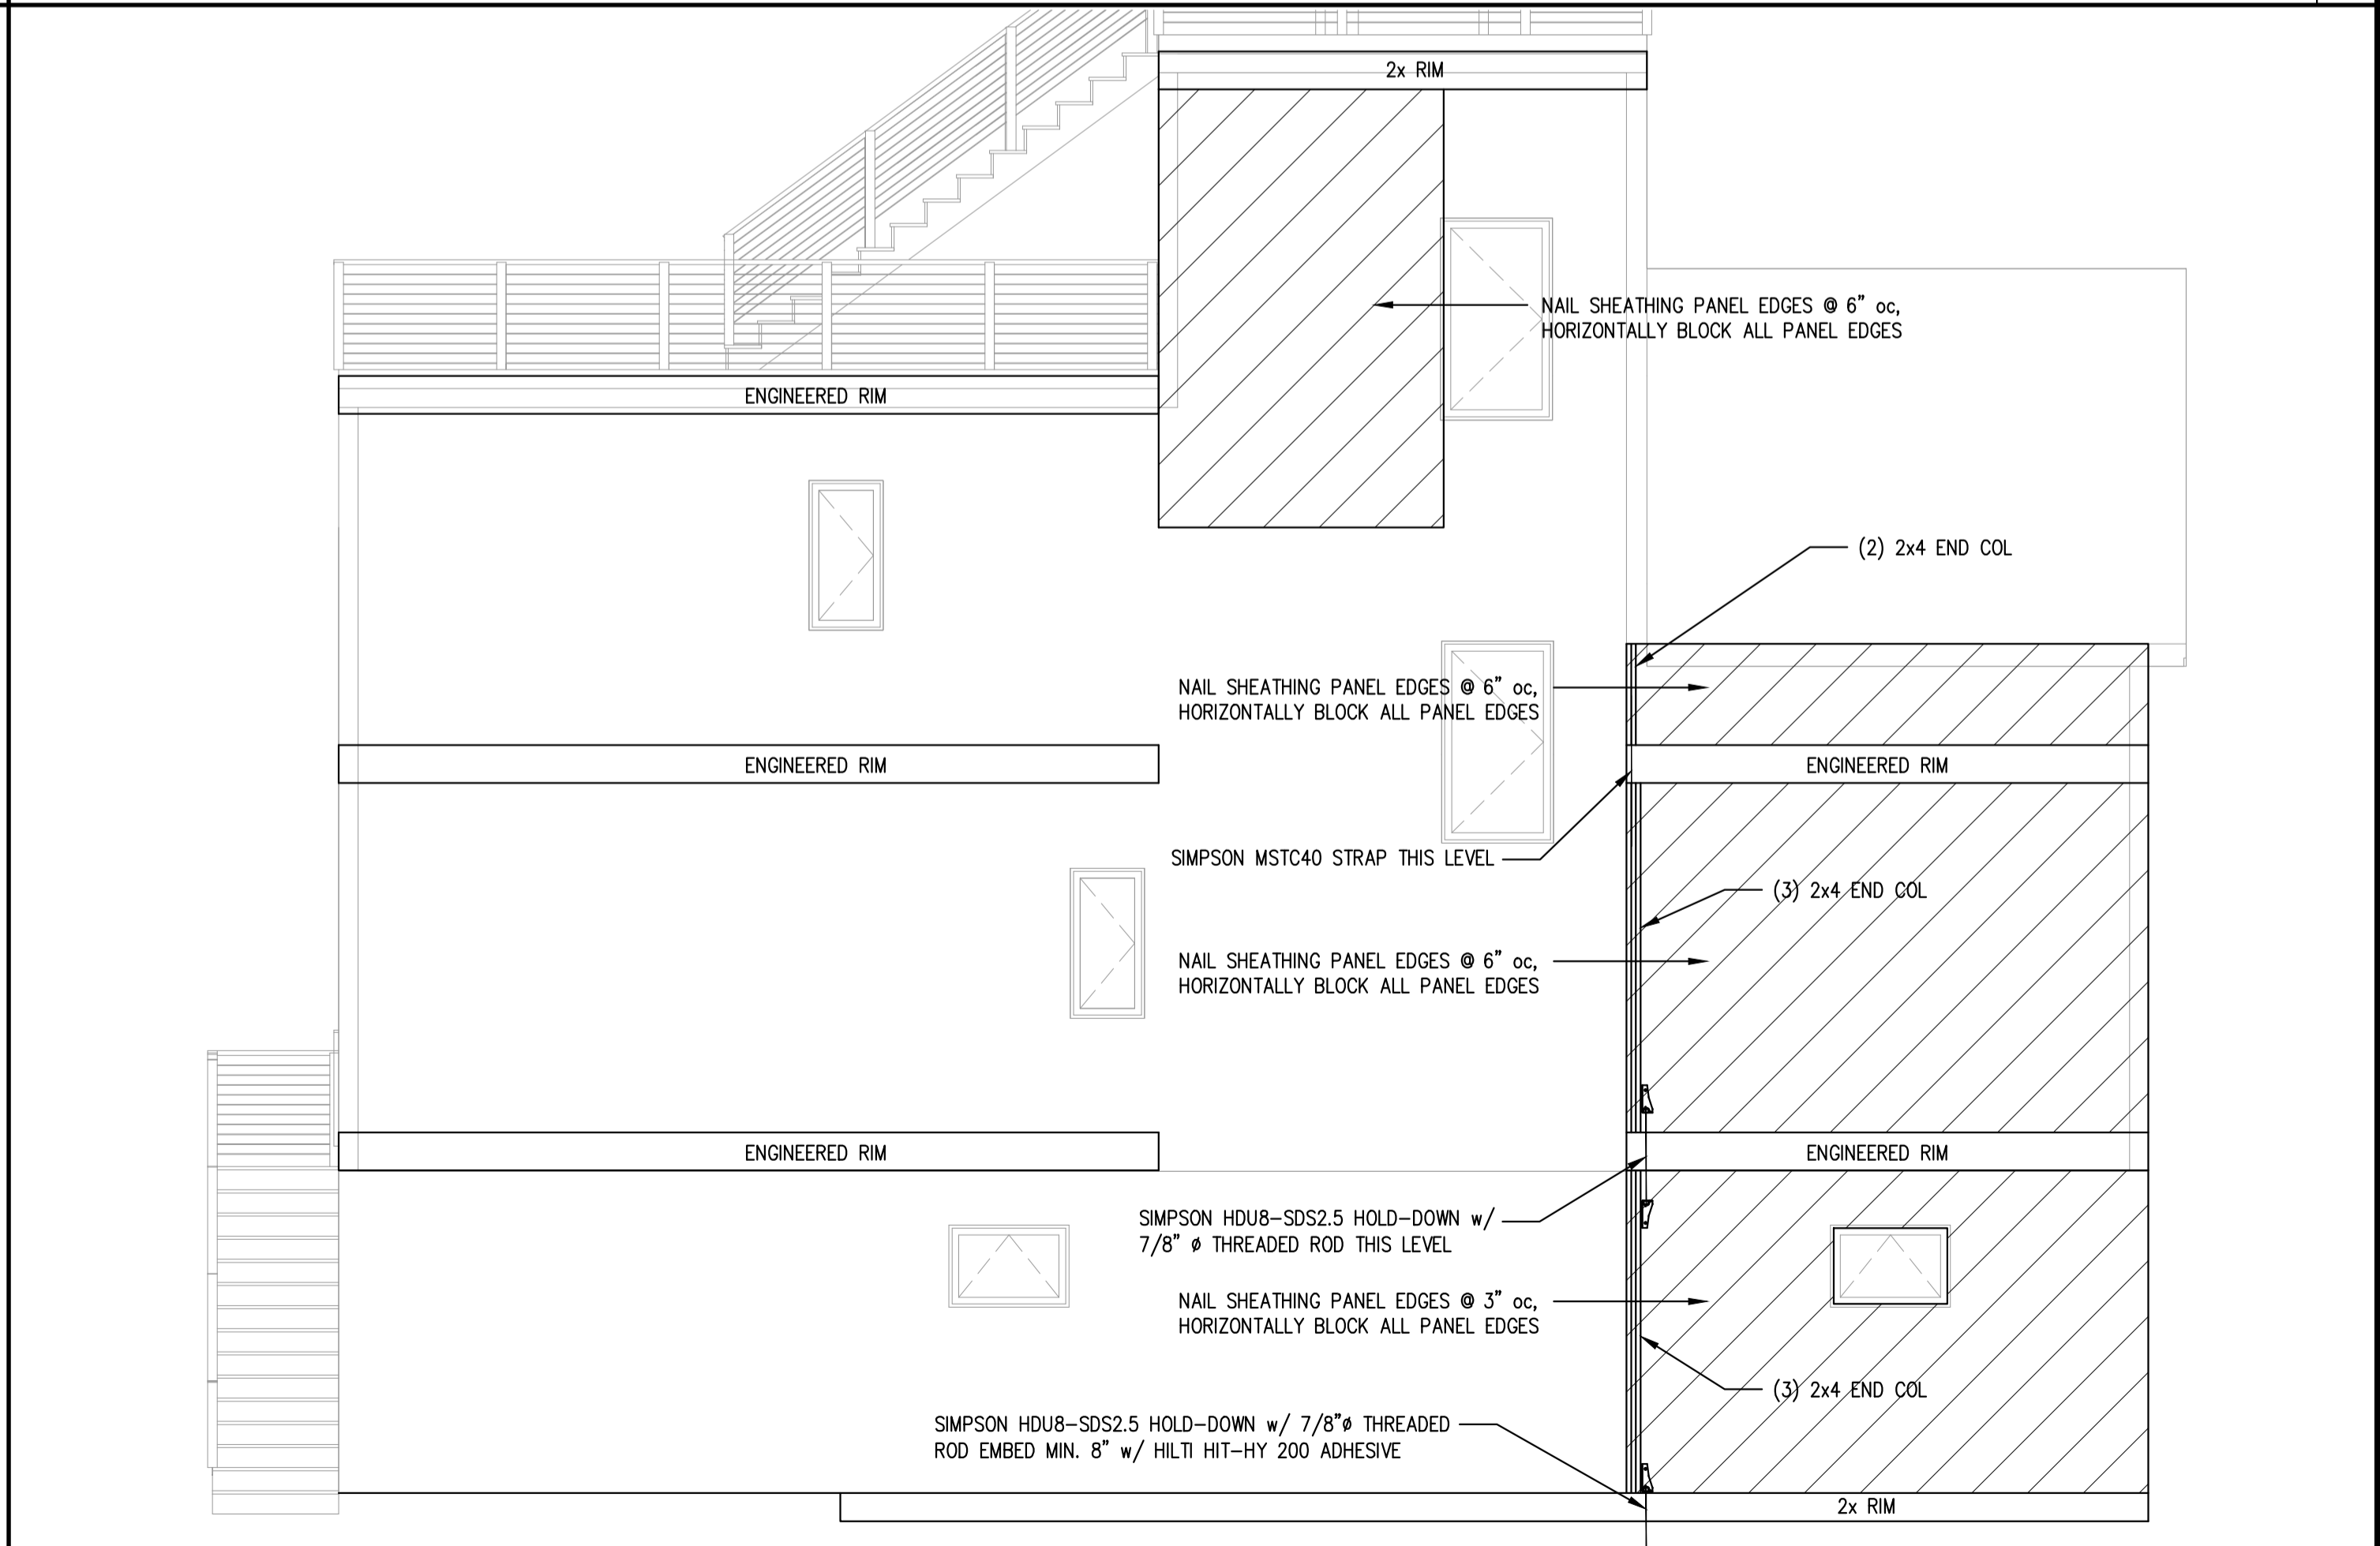 2x RIM
NAIL SHEATHING PANEL EDGES @ 6" oc,
HORIZONTALLY BLOCK ALL PANEL EDGES
ENGINEERED RIM
(2) 2x4 END COL
NAIL SHEATHING PANEL EDGES @ 6" oc,
HORIZONTALLY BLOCK ALL PANEL EDGES
ENGINEERED RIM
ENGINEERED RIM
SIMPSON MSTC40 STRAP THIS LEVEL
(3) 2x4 END COL
NAIL SHEATHING PANEL EDGES @ 6" oc,
HORIZONTALLY BLOCK ALL PANEL EDGES
ENGINEERED RIM
ENGINEERED RIM
SIMPSON HDU8-SDS2.5 HOLD-DOWN w/
7/8" ø THREADED ROD THIS LEVEL
NAIL SHEATHING PANEL EDGES @ 3" oc,
HORIZONTALLY BLOCK ALL PANEL EDGES
(3) 2x4 END COL
SIMPSON HDU8-SDS2.5 HOLD-DOWN w/ 7/8"ø THREADED
ROD EMBED MIN. 8" w/ HILTI HIT-HY 200 ADHESIVE
2x RIM